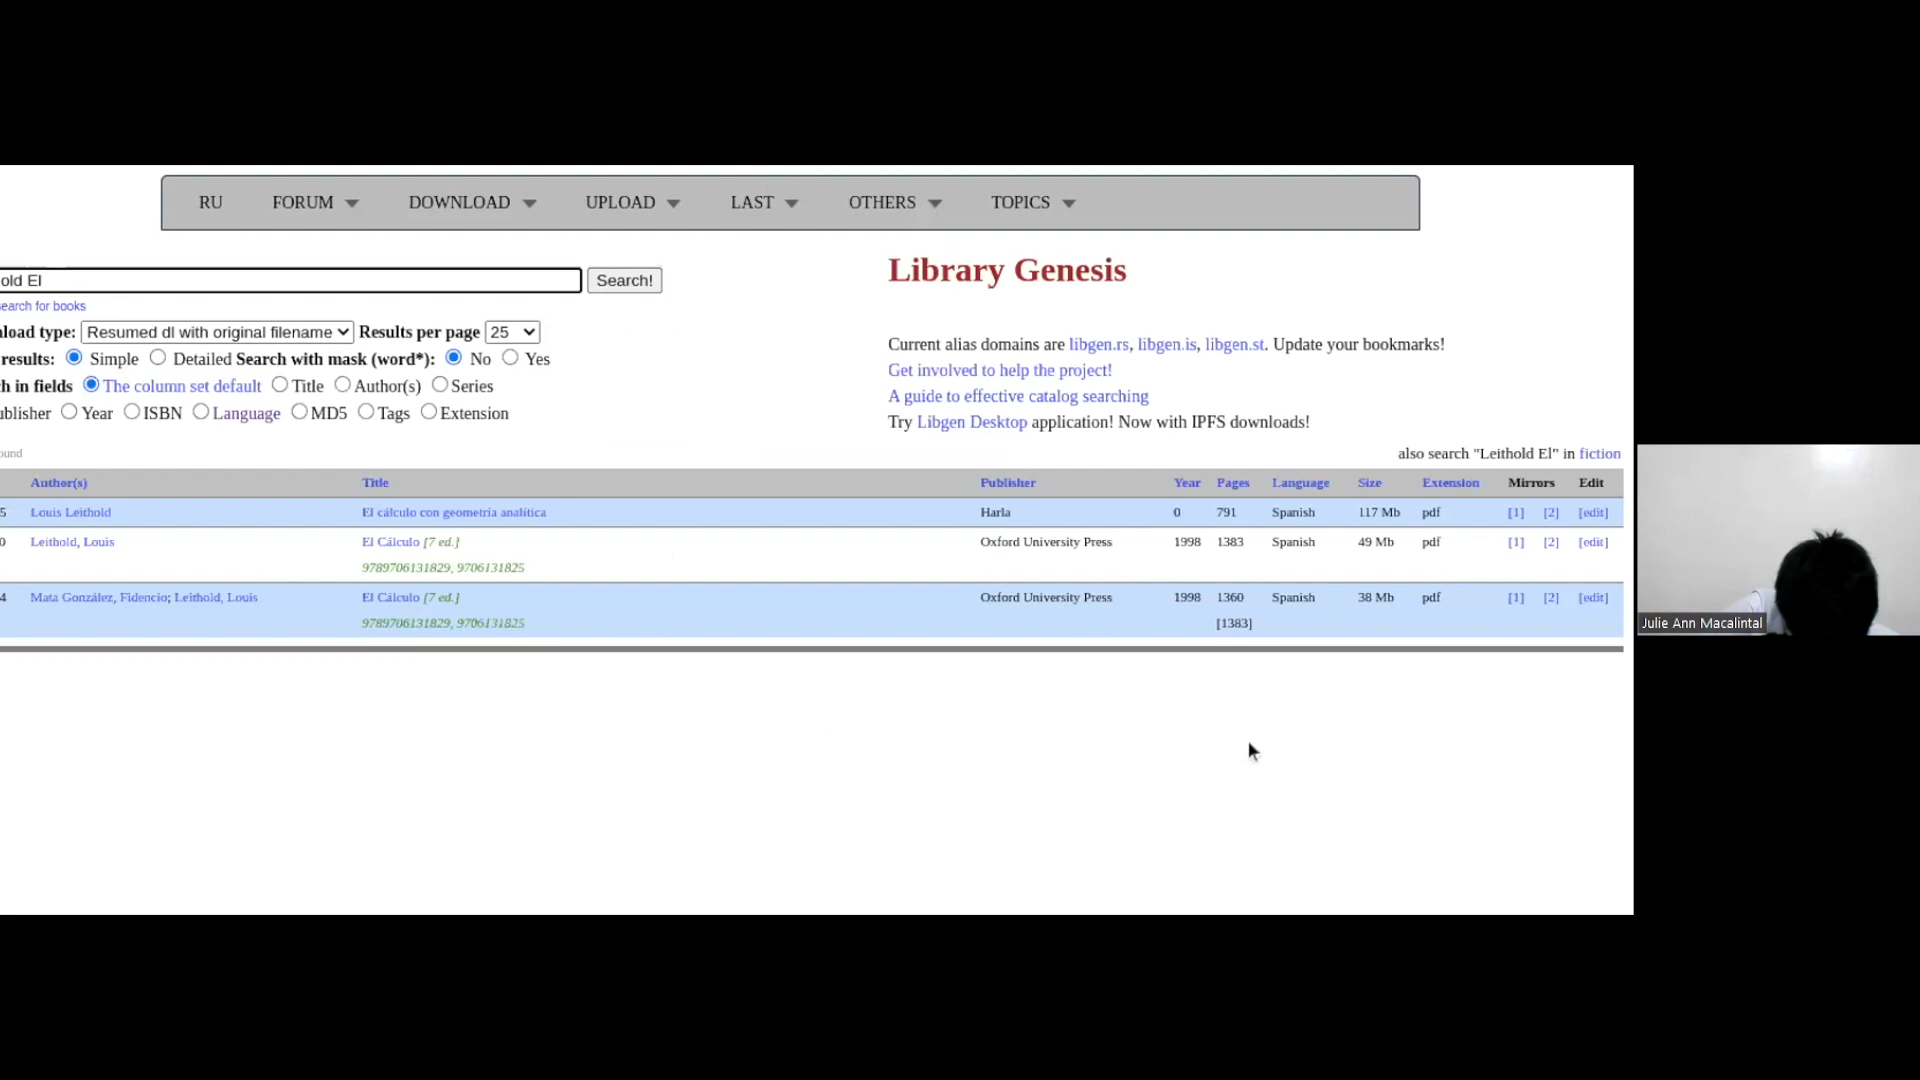 RU FORUM DOWNLOAD UPLOAD LAST OTHERS TOPICS
old El Search!
Library Genesis
earch for books
load type: Resumed dl with original filename Results per page 25
results: Simple Detailed Search with mask (word*): No Yes
ch in fields The column set default Title Author(s) Series
ublisher Year ISBN Language MD5 Tags Extension
Current alias domains are libgen.rs, libgen.is, libgen.st. Update your bookmarks!
Get involved to help the project!
A guide to effective catalog searching
Try Libgen Desktop application! Now with IPFS downloads!
ound also search "Leithold El" in fiction
Author(s) Title Publisher Year Pages Language Size Extension Mirrors Edit
5 Louis Leithold El cálculo con geometría analítica Harla 0 791 Spanish 117 Mb pdf [1] [2] [edit]
0 Leithold, Louis El Cálculo [7 ed.] Oxford University Press 1998 1383 Spanish 49 Mb pdf [1] [2] [edit]
9789706131829, 9706131825
4 Mata González, Fidencio; Leithold, Louis El Cálculo [7 ed.] Oxford University Press 1998 1360 Spanish 38 Mb pdf [1] [2] [edit]
9789706131829, 9706131825 [1383]
Julie Ann Macalintal